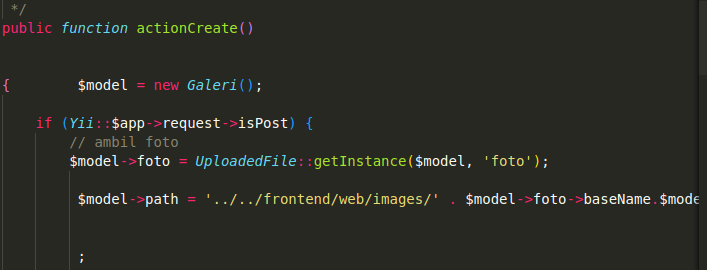 */
public function actionCreate()
{ $model = new Galeri();
if (Yii::$app->request->isPost) {
// ambil foto
$model->foto = UploadedFile::getInstance($model, 'foto');
$model->path = '../../frontend/web/images/' . $model->foto->baseName.$mode
;